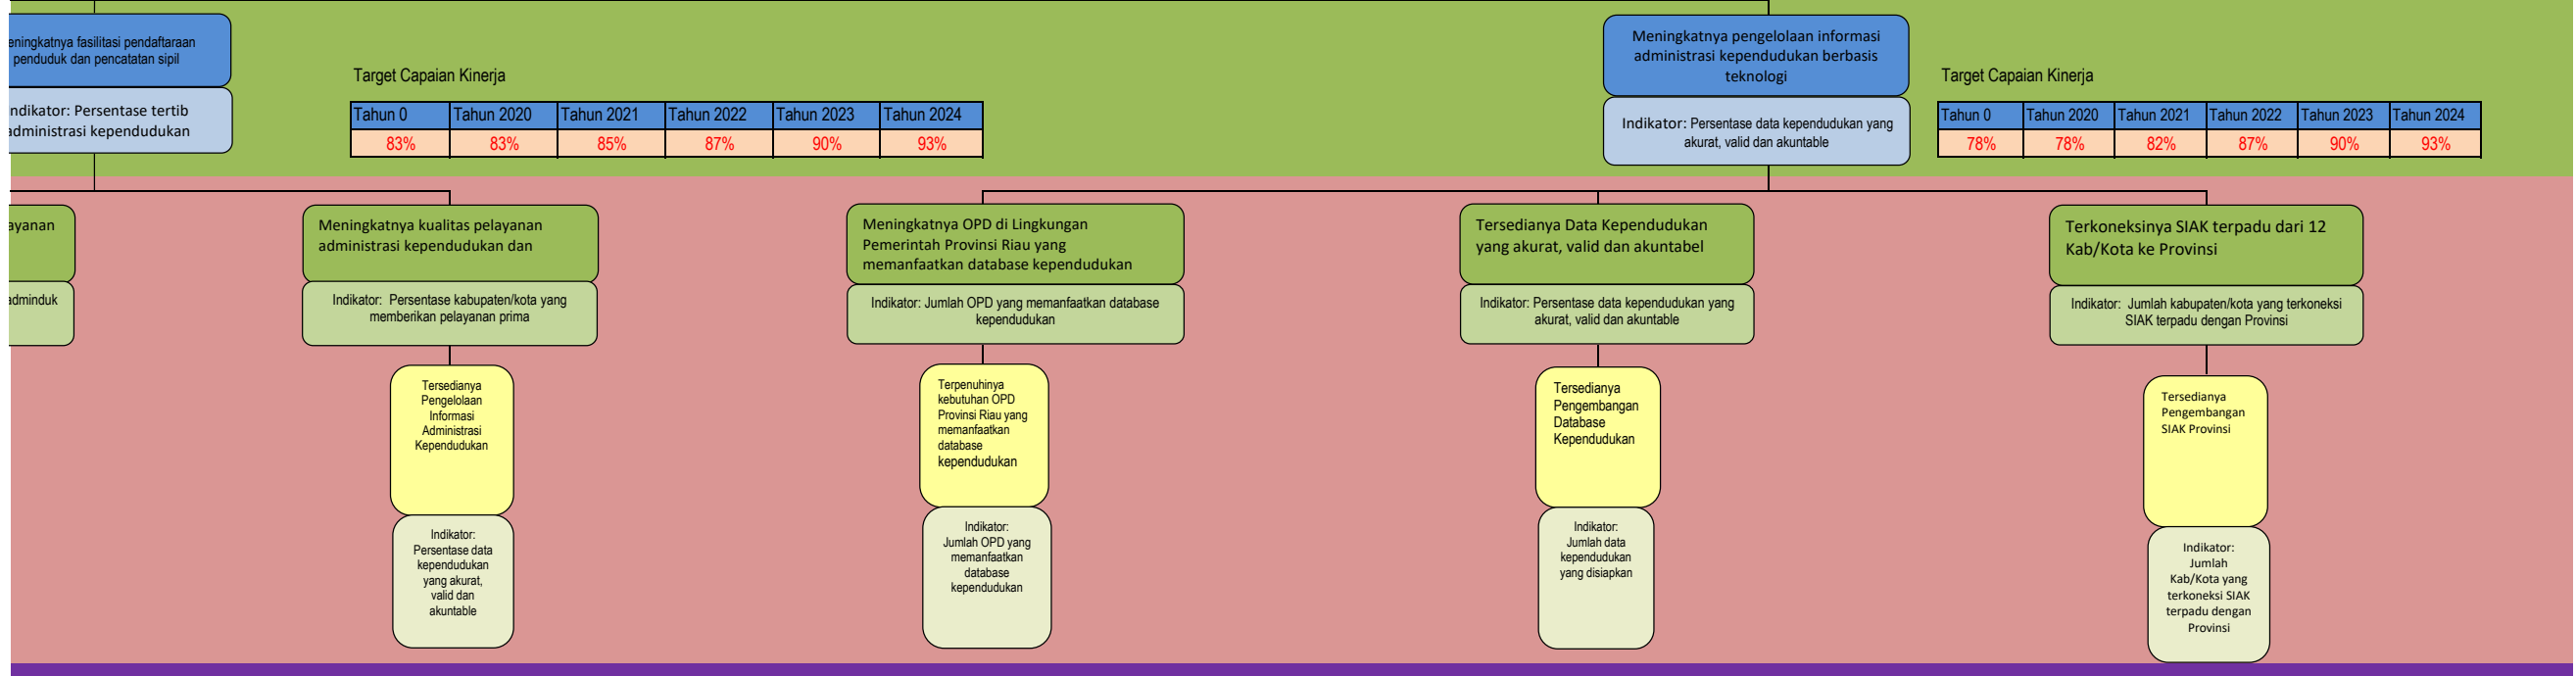 penduduk dan pencatatan sipil
fasilitasi pendaftaraan
Indikator: Persentase tertib
administrasi kependudukan
Target Capaian Kinerja
Tahun 0 Tahun 2020 Tahun 2021 Tahun 2022 Tahun 2023 Tahun 2024
83% 83% 85% 87% 90% 93%
Meningkatnya pengelolaan informasi
administrasi kependudukan berbasis
teknologi
Indikator: Persentase data kependudukan yang
akurat, valid dan akuntable
Target Capaian Kinerja
Tahun 0 Tahun 2020 Tahun 2021 Tahun 2022 Tahun 2023 Tahun 2024
78% 78% 82% 87% 90% 93%
ayanan
adminduk
Meningkatnya kualitas pelayanan
administrasi kependudukan dan
Indikator: Persentase kabupaten/kota yang
memberikan pelayanan prima
Tersedianya
Pengelolaan
Informasi
Administrasi
Kependudukan
Indikator:
Persentase data
kependudukan
yang akurat,
valid dan
akuntable
Meningkatnya OPD di Lingkungan
Pemerintah Provinsi Riau yang
memanfaatkan database kependudukan
Indikator: Jumlah OPD yang memanfaatkan database
kependudukan
Terpenuhinya
kebutuhan OPD
Provinsi Riau yang
memanfaatkan
database
kependudukan
Indikator:
Jumlah OPD yang
memanfaatkan
database
kependudukan
Tersedianya Data Kependudukan
yang akurat, valid dan akuntabel
Indikator: Persentase data kependudukan yang
akurat, valid dan akuntable
Tersedianya
Pengembangan
Database
Kependudukan
Indikator:
Jumlah data
kependudukan
yang disiapkan
Terkoneksinya SIAK terpadu dari 12
Kab/Kota ke Provinsi
Indikator: Jumlah kabupaten/kota yang terkoneksi
SIAK terpadu dengan Provinsi
Tersedianya
Pengembangan
SIAK Provinsi
Indikator:
Jumlah
Kab/Kota yang
terkoneksi SIAK
terpadu dengan
Provinsi